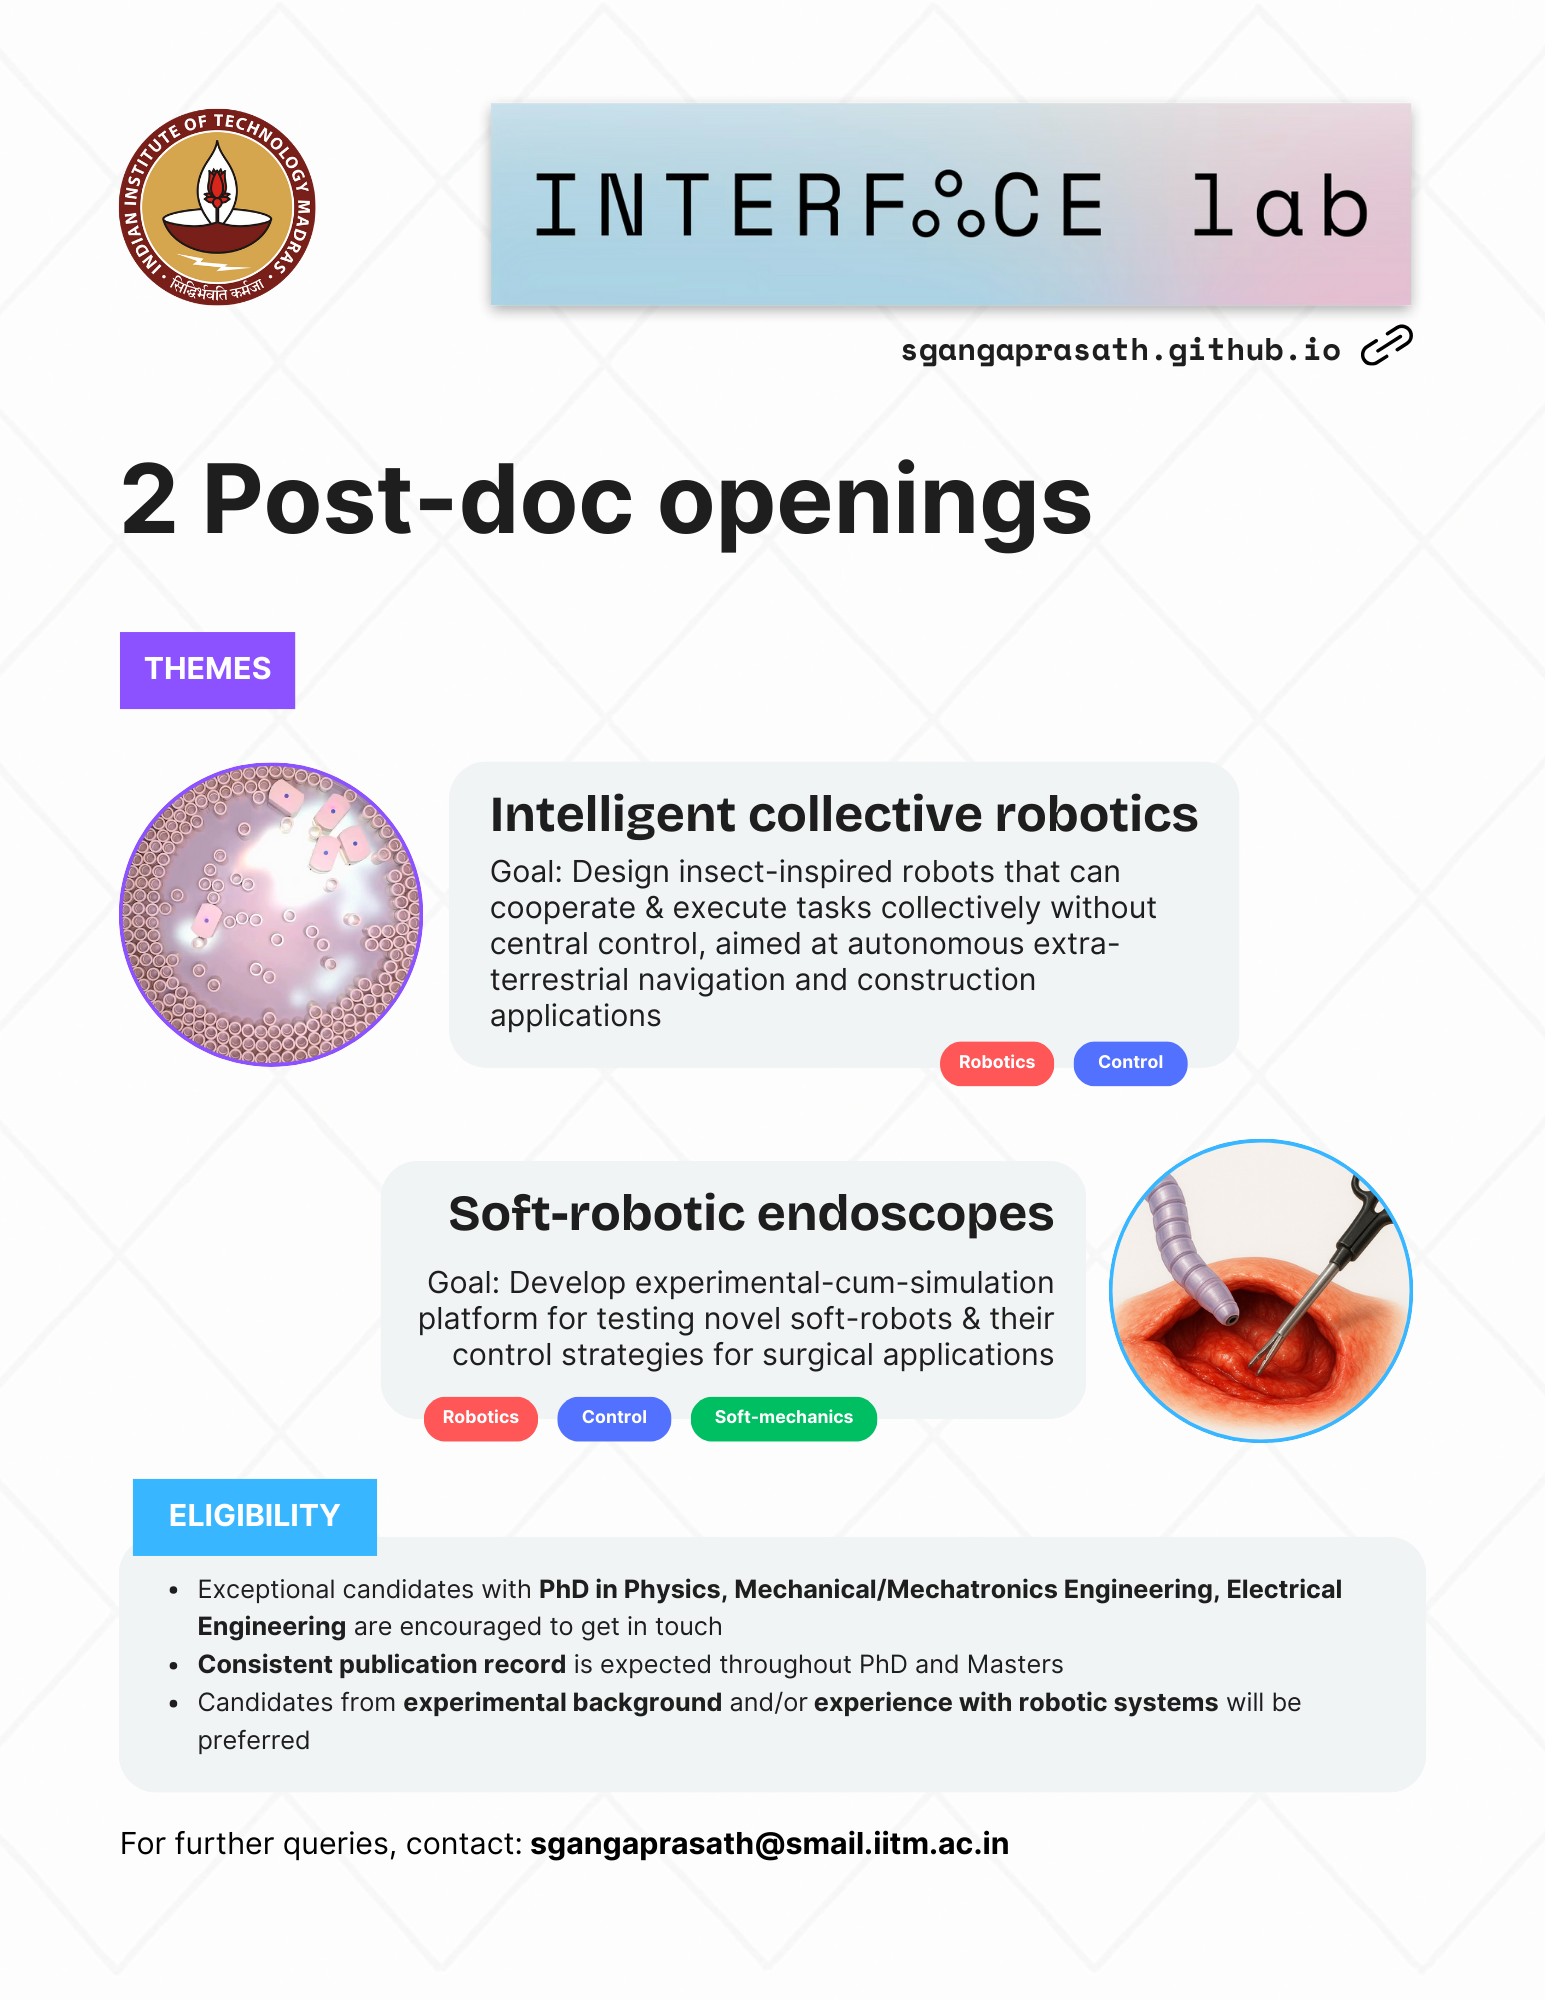 INDIAN INSTITUTE OF TECHNOLOGY MADRAS
सिद्धिर्भवति कर्मजा
INTERFACE lab
sgangaprasath.github.io
2 Post-doc openings
THEMES
Intelligent collective robotics
Goal: Design insect-inspired robots that can
cooperate & execute tasks collectively without
central control, aimed at autonomous extra-
terrestrial navigation and construction
applications
Robotics Control
Soft-robotic endoscopes
Goal: Develop experimental-cum-simulation
platform for testing novel soft-robots & their
control strategies for surgical applications
Robotics Control Soft-mechanics
ELIGIBILITY
• Exceptional candidates with PhD in Physics, Mechanical/Mechatronics Engineering, Electrical
Engineering are encouraged to get in touch
• Consistent publication record is expected throughout PhD and Masters
• Candidates from experimental background and/or experience with robotic systems will be
preferred
For further queries, contact: sgangaprasath@smail.iitm.ac.in